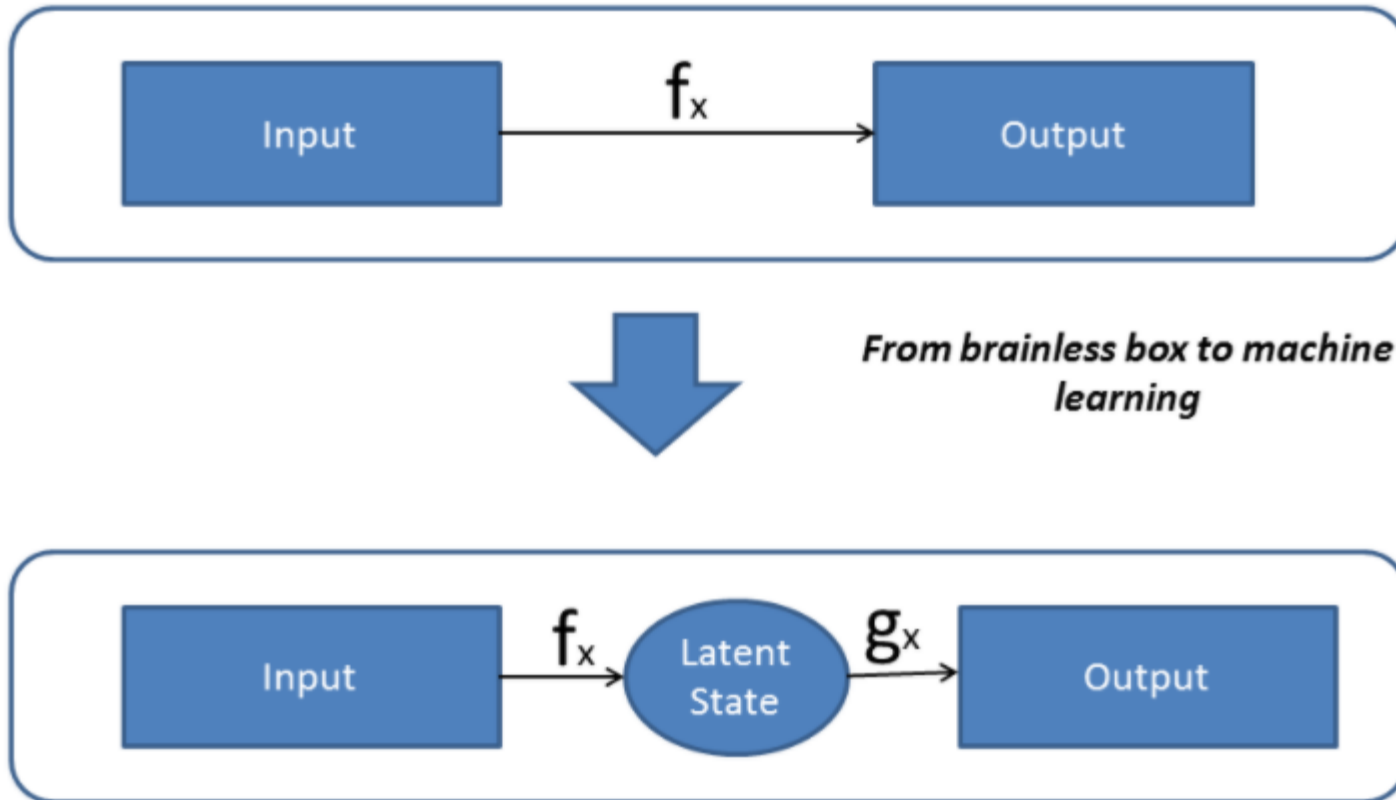 fx
Input
Output
From brainless box to machine
learning
fx
gx
Input
Latent
State
Output